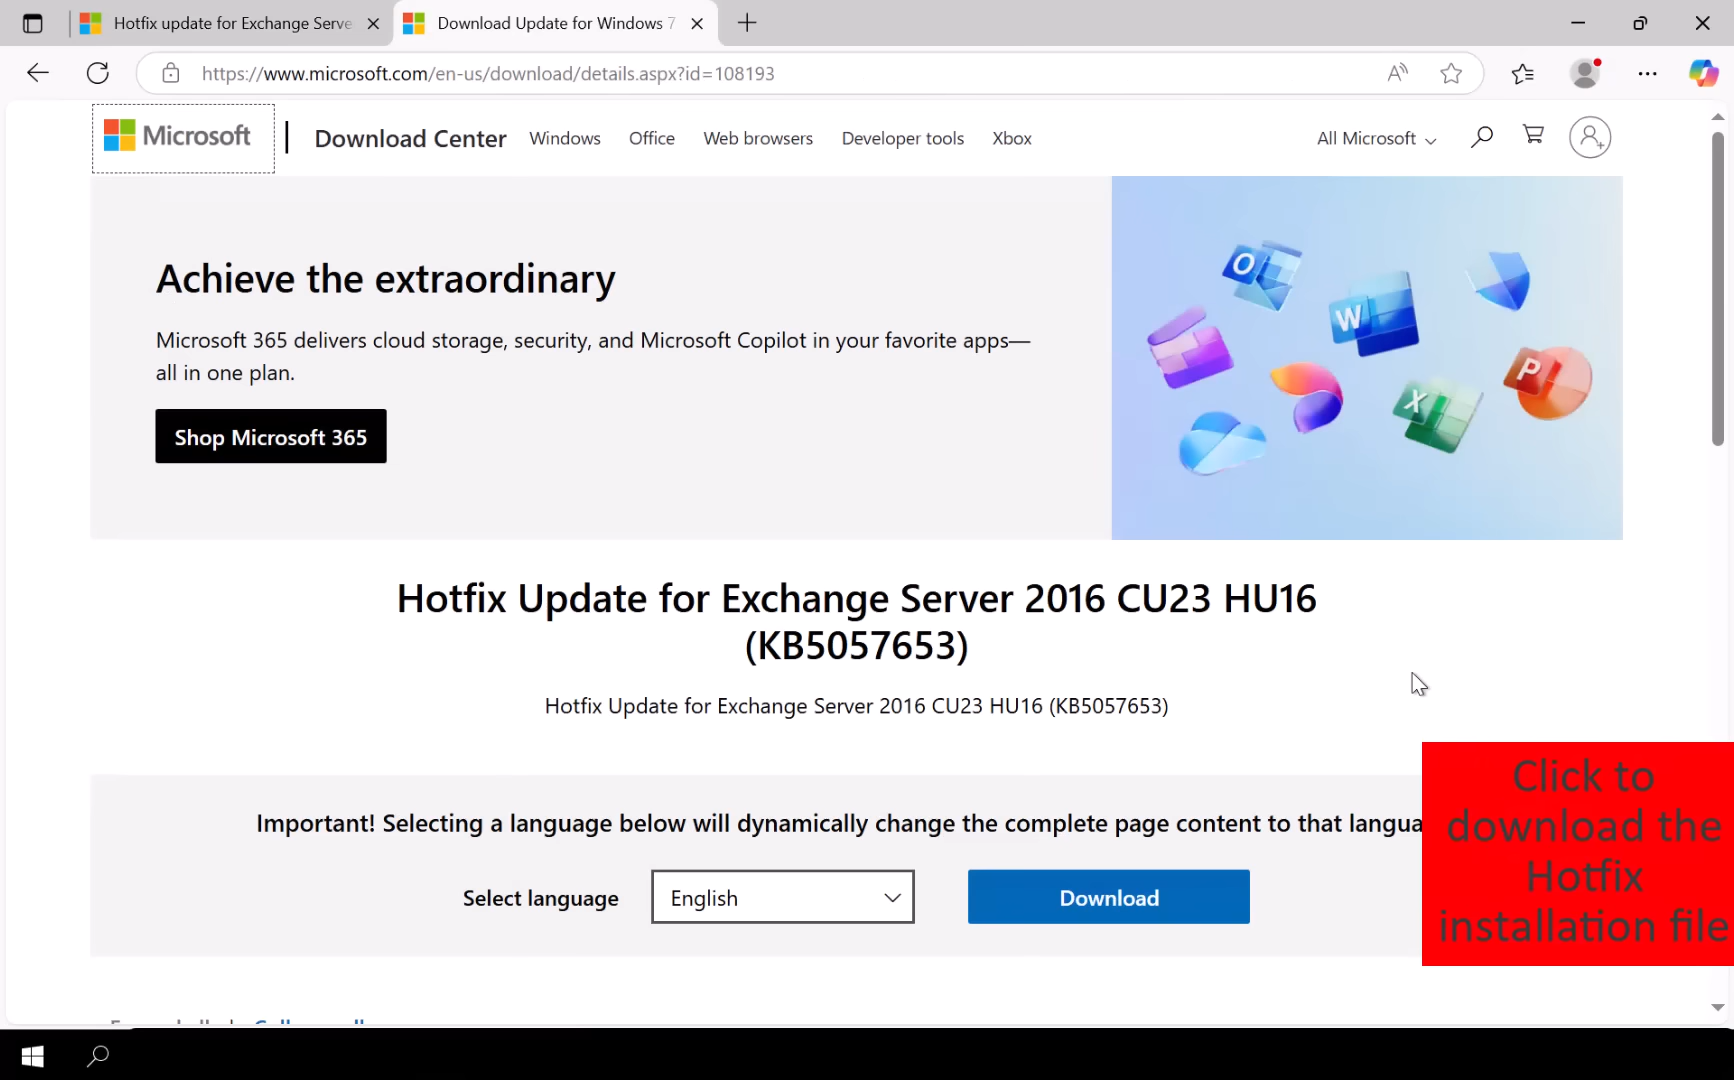 Hotfix update for Exchange Serve
Download Update for Windows 7
https://www.microsoft.com/en-us/download/details.aspx?id=108193
Microsoft
Download Center
Windows
Office
Web browsers
Developer tools
Xbox
All Microsoft
Achieve the extraordinary
Microsoft 365 delivers cloud storage, security, and Microsoft Copilot in your favorite apps—
all in one plan.
Shop Microsoft 365
Hotfix Update for Exchange Server 2016 CU23 HU16
(KB5057653)
Hotfix Update for Exchange Server 2016 CU23 HU16 (KB5057653)
Important! Selecting a language below will dynamically change the complete page content to that langua
Select language
English
Download
Click to
download the
Hotfix
installation file